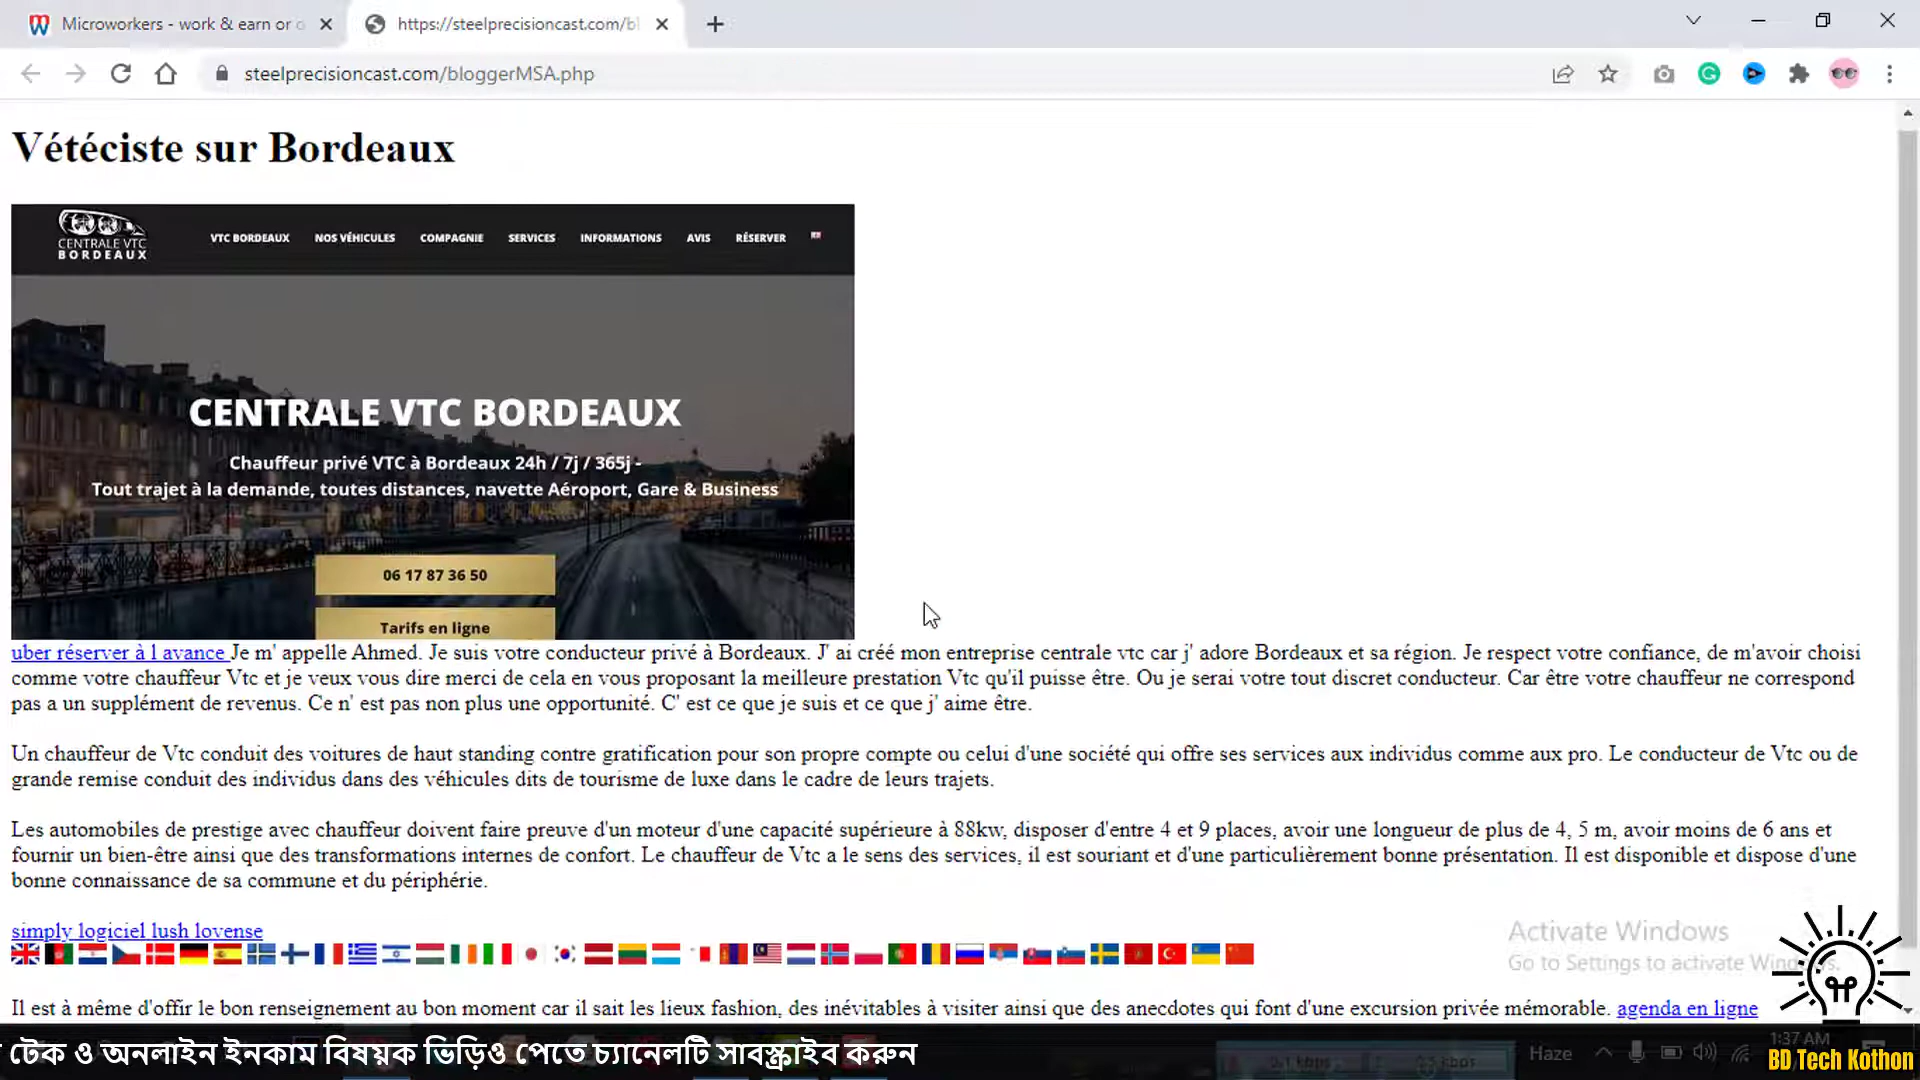 Microworkers - work & earn or o
https://steelprecisioncast.com/bl
steelprecisioncast.com/bloggerMSA.php
Vétéciste sur Bordeaux
CENTRALE VTC
BORDEAUX
VTC BORDEAUX NOS VÉHICULES COMPAGNIE SERVICES INFORMATIONS AVIS RÉSERVER
CENTRALE VTC BORDEAUX
Chauffeur privé VTC à Bordeaux 24h / 7j / 365j -
Tout trajet à la demande, toutes distances, navette Aéroport, Gare & Business
06 17 87 36 50
Tarifs en ligne
uber réserver à l avance Je m' appelle Ahmed. Je suis votre conducteur privé à Bordeaux. J' ai créé mon entreprise centrale vtc car j' adore Bordeaux et sa région. Je respect votre confiance, de m'avoir choisi
comme votre chauffeur Vtc et je veux vous dire merci de cela en vous proposant la meilleure prestation Vtc qu'il puisse être. Ou je serai votre tout discret conducteur. Car être votre chauffeur ne correspond
pas a un supplément de revenus. Ce n' est pas non plus une opportunité. C' est ce que je suis et ce que j' aime être.
Un chauffeur de Vtc conduit des voitures de haut standing contre gratification pour son propre compte ou celui d'une société qui offre ses services aux individus comme aux pro. Le conducteur de Vtc ou de
grande remise conduit des individus dans des véhicules dits de tourisme de luxe dans le cadre de leurs trajets.
Les automobiles de prestige avec chauffeur doivent faire preuve d'un moteur d'une capacité supérieure à 88kw, disposer d'entre 4 et 9 places, avoir une longueur de plus de 4, 5 m, avoir moins de 6 ans et
fournir un bien-être ainsi que des transformations internes de confort. Le chauffeur de Vtc a le sens des services, il est souriant et d'une particulièrement bonne présentation. Il est disponible et dispose d'une
bonne connaissance de sa commune et du périphérie.
simply logiciel lush lovense
Activate Windows
Go to Settings to activate Windows.
Il est à même d'offir le bon renseignement au bon moment car il sait les lieux fashion, des inévitables à visiter ainsi que des anecdotes qui font d'une excursion privée mémorable. agenda en ligne
টেক ও অনলাইন ইনকাম বিষয়ক ভিডিও পেতে চ্যানেলটি সাবস্ক্রাইব করুন
Haze
1:37 AM
BD Tech Kothon